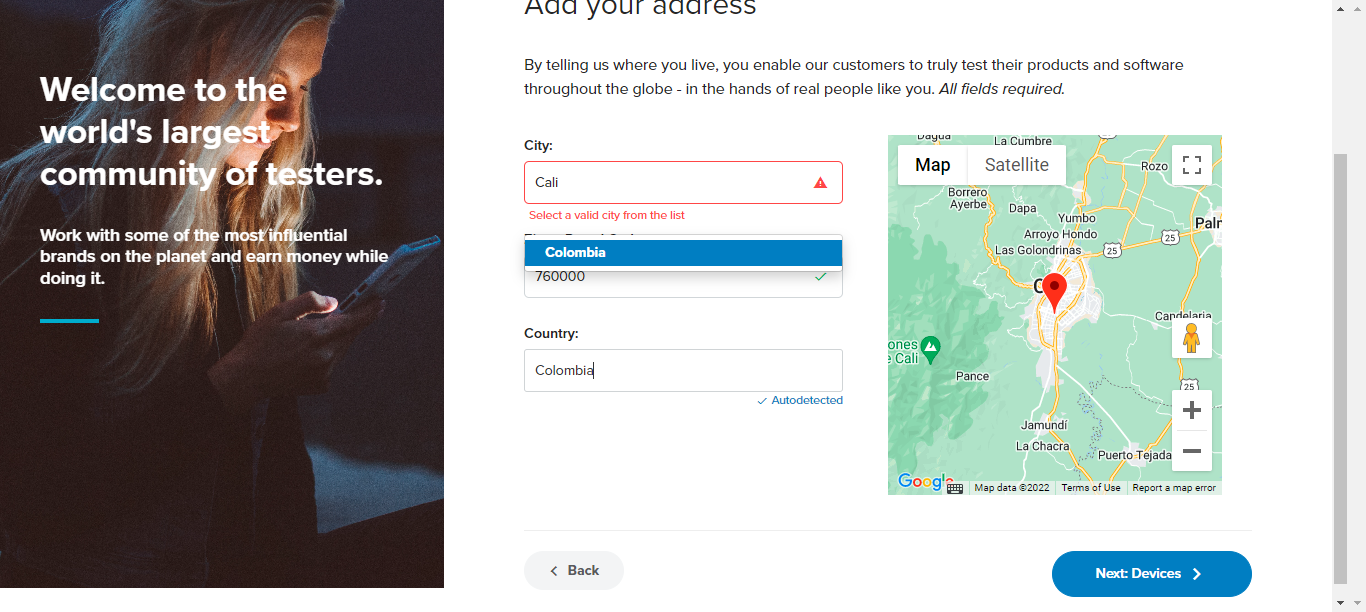 Add your address
Welcome to the
world's largest
community of testers.
Work with some of the most influential
brands on the planet and earn money while
doing it.
By telling us where you live, you enable our customers to truly test their products and software
throughout the globe - in the hands of real people like you. All fields required.
City:
Cali
Select a valid city from the list
Colombia
760000
Country:
Colombia
Autodetected
Map
Satellite
Dagua
La Cumbre
Rozo
Borrero
Ayerbe
Dapa
Yumbo
Arroyo Hondo
Las Golondrinas
25
25
Candelaria
Pance
25
Jamundí
La Chacra
Puerto Tejada
Google
Map data ©2022
Terms of Use
Report a map error
Back
Next: Devices